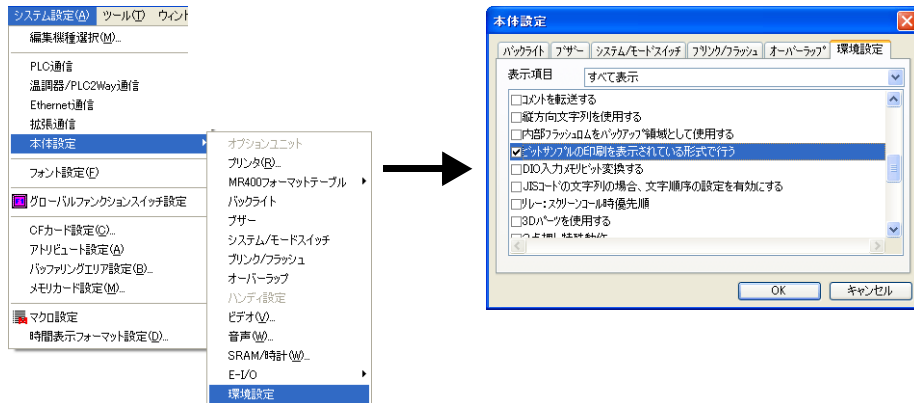 システム設定(A) ツール(T) ウィント
編集機種選択(M)...
PLC通信
温調器/PLC2Way通信
Ethernet通信
拡張通信
本体設定
フォント設定(F)
グローバルファンクションスイッチ設定
CFカード設定(C)...
アトリビュート設定(A)
バッファリングエリア設定(B)...
メモリカード設定(M)...
マクロ設定
時間表示フォーマット設定(D)...
オプションユニット
プリンタ(R)...
MR400フォーマットテーブル
バックライト
ブザー
システム/モードスイッチ
ブリンク/フラッシュ
オーバーラップ
ハンディ設定
ビデオ(V)...
音声(W)...
SRAM/時計(W)...
E-I/O
環境設定
本体設定
バックライト ブザー システム/モードスイッチ ブリンク/フラッシュ オーバーラップ 環境設定
表示項目 すべて表示
コメントを転送する
縦方向文字列を使用する
内部フラッシュロムをバックアップ領域として使用する
ビットサンプルの印刷を表示されている形式で行う
DIO入力メモリビット変換する
JISコードの文字列の場合、文字順序の設定を有効にする
リレー:スクリーンコール時優先順
3Dパーツを使用する
2点押し特殊動作
OK キャンセル